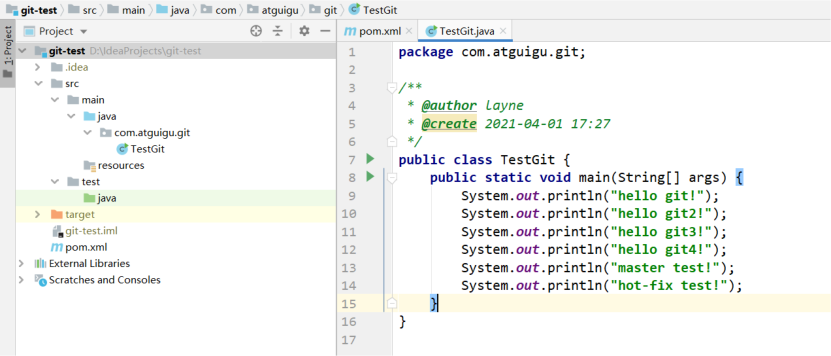 git-test src main java com atguigu git TestGit
1: Project
Project
git-test D:\IdeaProjects\git-test
.idea
src
main
java
com.atguigu.git
TestGit
resources
test
java
target
git-test.iml
pom.xml
External Libraries
Scratches and Consoles
pom.xml TestGit.java
1 package com.atguigu.git;
2
3 /**
4 * @author layne
5 * @create 2021-04-01 17:27
6 */
7 public class TestGit {
8 public static void main(String[] args) {
9 System.out.println("hello git!");
10 System.out.println("hello git2!");
11 System.out.println("hello git3!");
12 System.out.println("hello git4!");
13 System.out.println("master test!");
14 System.out.println("hot-fix test!");
15 }
16 }
17